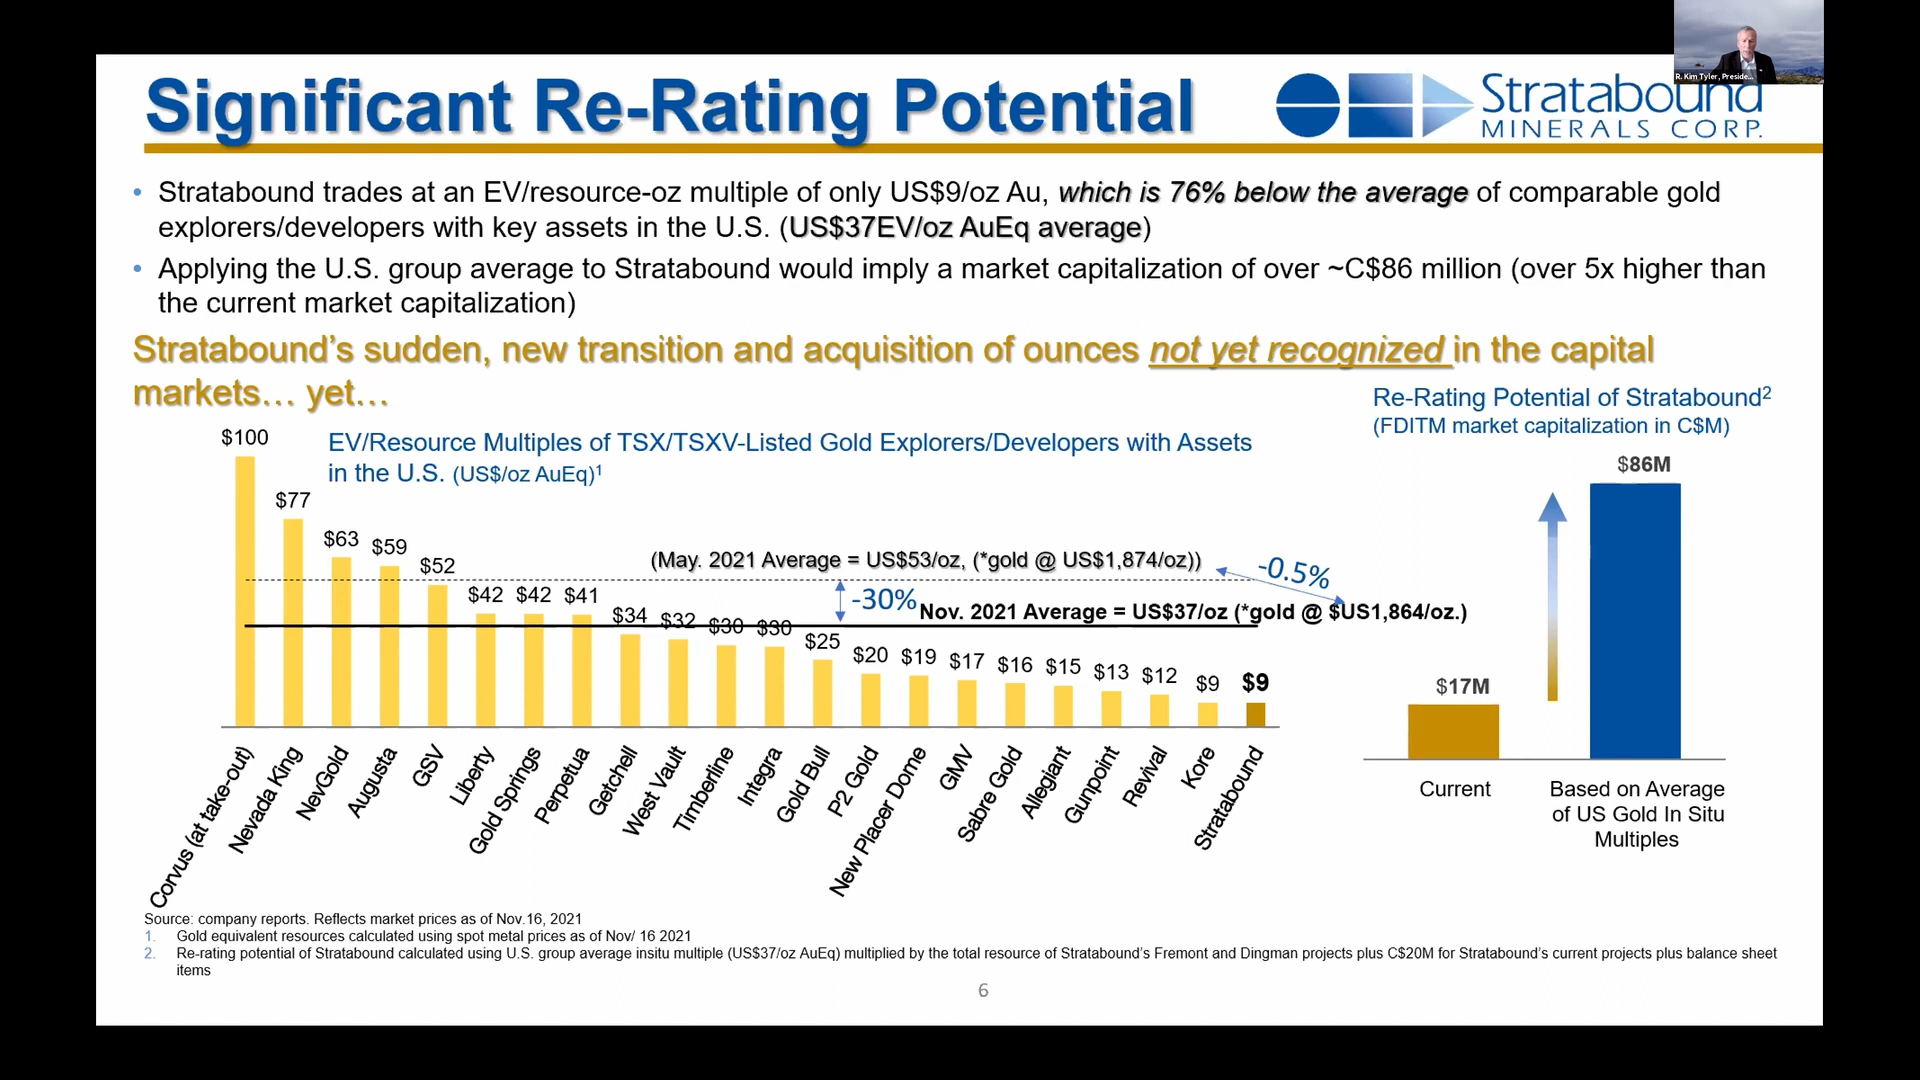 R. Kim Tyler, Preside...
Significant Re-Rating Potential
Stratabound
MINERALS CORP.
• Stratabound trades at an EV/resource-oz multiple of only US$9/oz Au, which is 76% below the average of comparable gold
explorers/developers with key assets in the U.S. (US$37EV/oz AuEq average)
• Applying the U.S. group average to Stratabound would imply a market capitalization of over ~C$86 million (over 5x higher than
the current market capitalization)
Stratabound's sudden, new transition and acquisition of ounces not yet recognized in the capital
markets… yet…
EV/Resource Multiples of TSX/TSXV-Listed Gold Explorers/Developers with Assets
in the U.S. (US$/oz AuEq)¹
$100
$77
$63
$59
$52
$42
$42
$41
$34
$32
$30
$30
$25
$20
$19
$17
$16
$15
$13
$12
$9
$9
(May. 2021 Average = US$53/oz, (*gold @ US$1,874/oz))
-0.5%
-30%
Nov. 2021 Average = US$37/oz (*gold @ $US1,864/oz.)
Corvus (at take-out)
Nevada King
NevGold
Augusta
GSV
Liberty
Gold Springs
Perpetua
Getchell
West Vault
Timberline
Integra
Gold Bull
P2 Gold
New Placer Dome
GMV
Sabre Gold
Allegiant
Gunpoint
Revival
Kore
Stratabound
Re-Rating Potential of Stratabound²
(FDITM market capitalization in C$M)
$86M
$17M
Current
Based on Average
of US Gold In Situ
Multiples
Source: company reports. Reflects market prices as of Nov.16, 2021
1. Gold equivalent resources calculated using spot metal prices as of Nov/ 16 2021
2. Re-rating potential of Stratabound calculated using U.S. group average insitu multiple (US$37/oz AuEq) multiplied by the total resource of Stratabound's Fremont and Dingman projects plus C$20M for Stratabound's current projects plus balance sheet
items
6